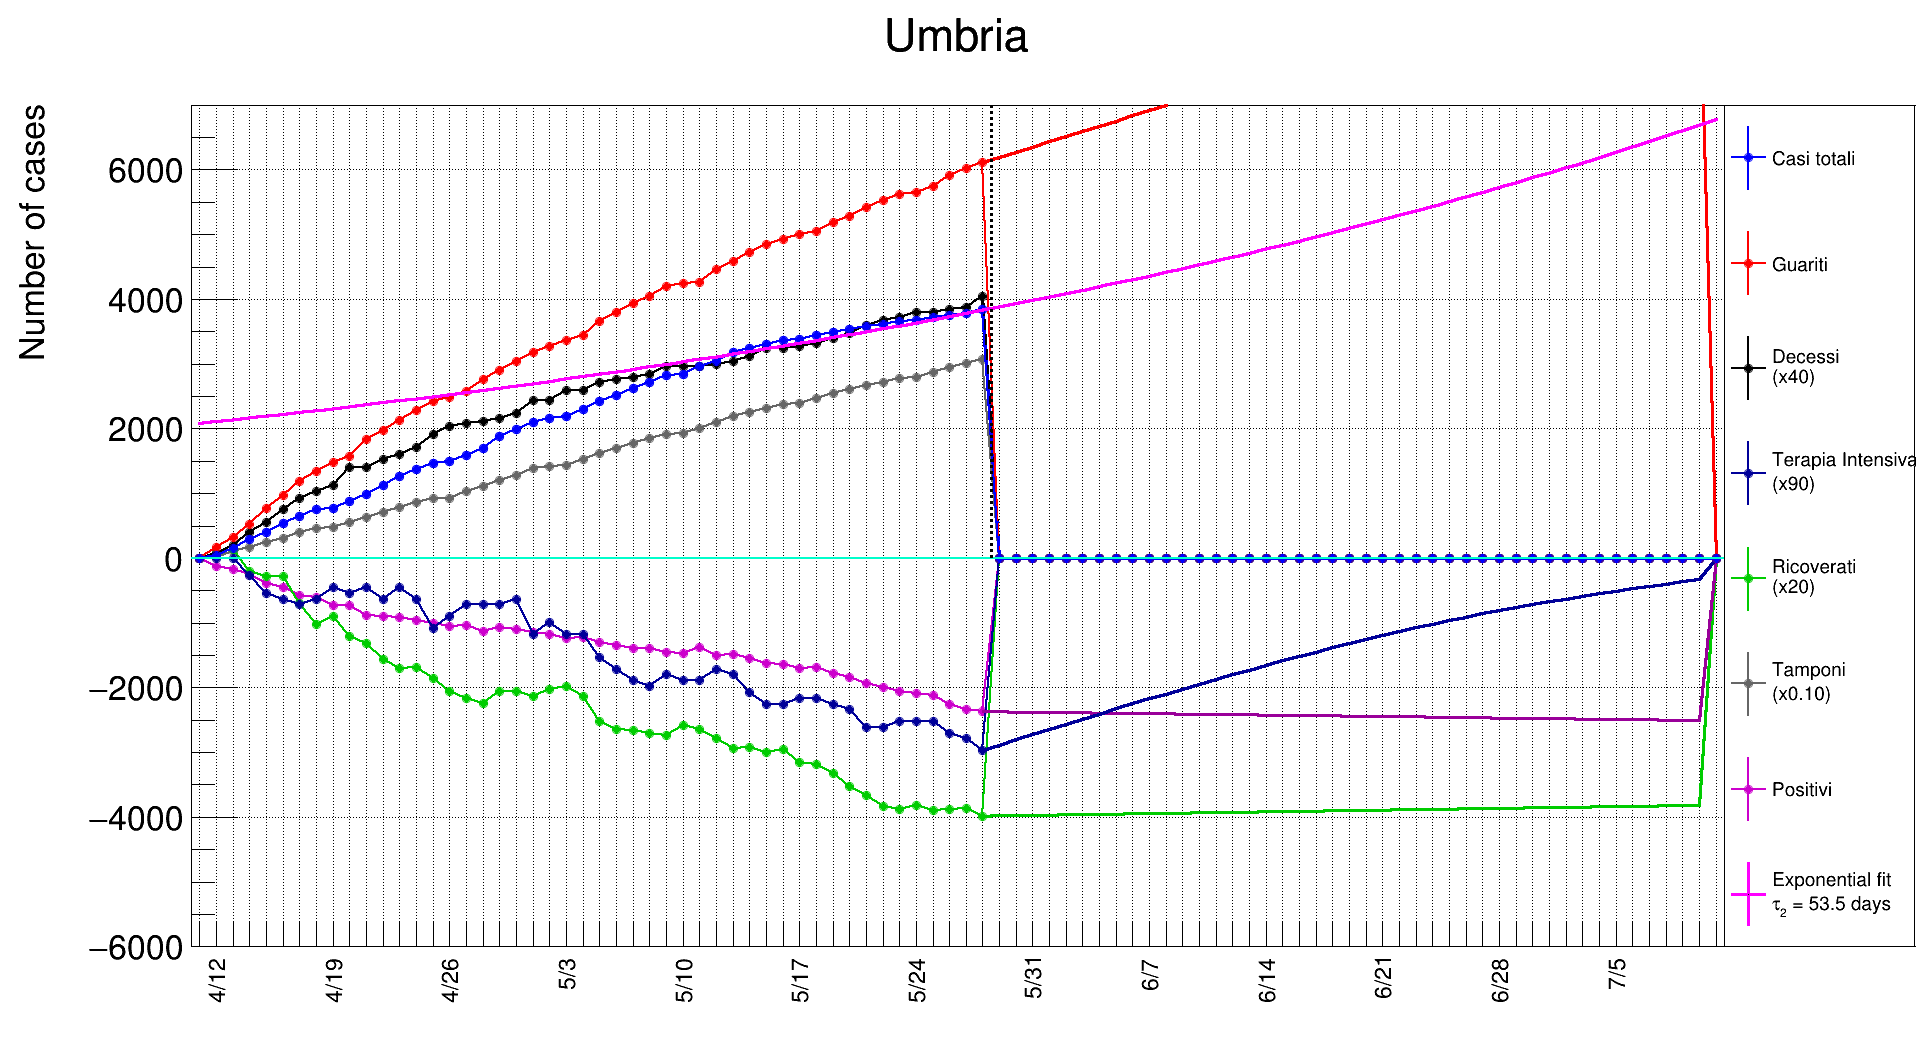 Umbria
Number of cases
6000
4000
2000
0
−2000
−4000
−6000
4/12
4/19
4/26
5/3
5/10
5/17
5/24
5/31
6/7
6/14
6/21
6/28
7/5
Casi totali
Guariti
Decessi
(x40)
Terapia Intensiva
(x90)
Ricoverati
(x20)
Tamponi
(x0.10)
Positivi
Exponential fit
τ2 = 53.5 days